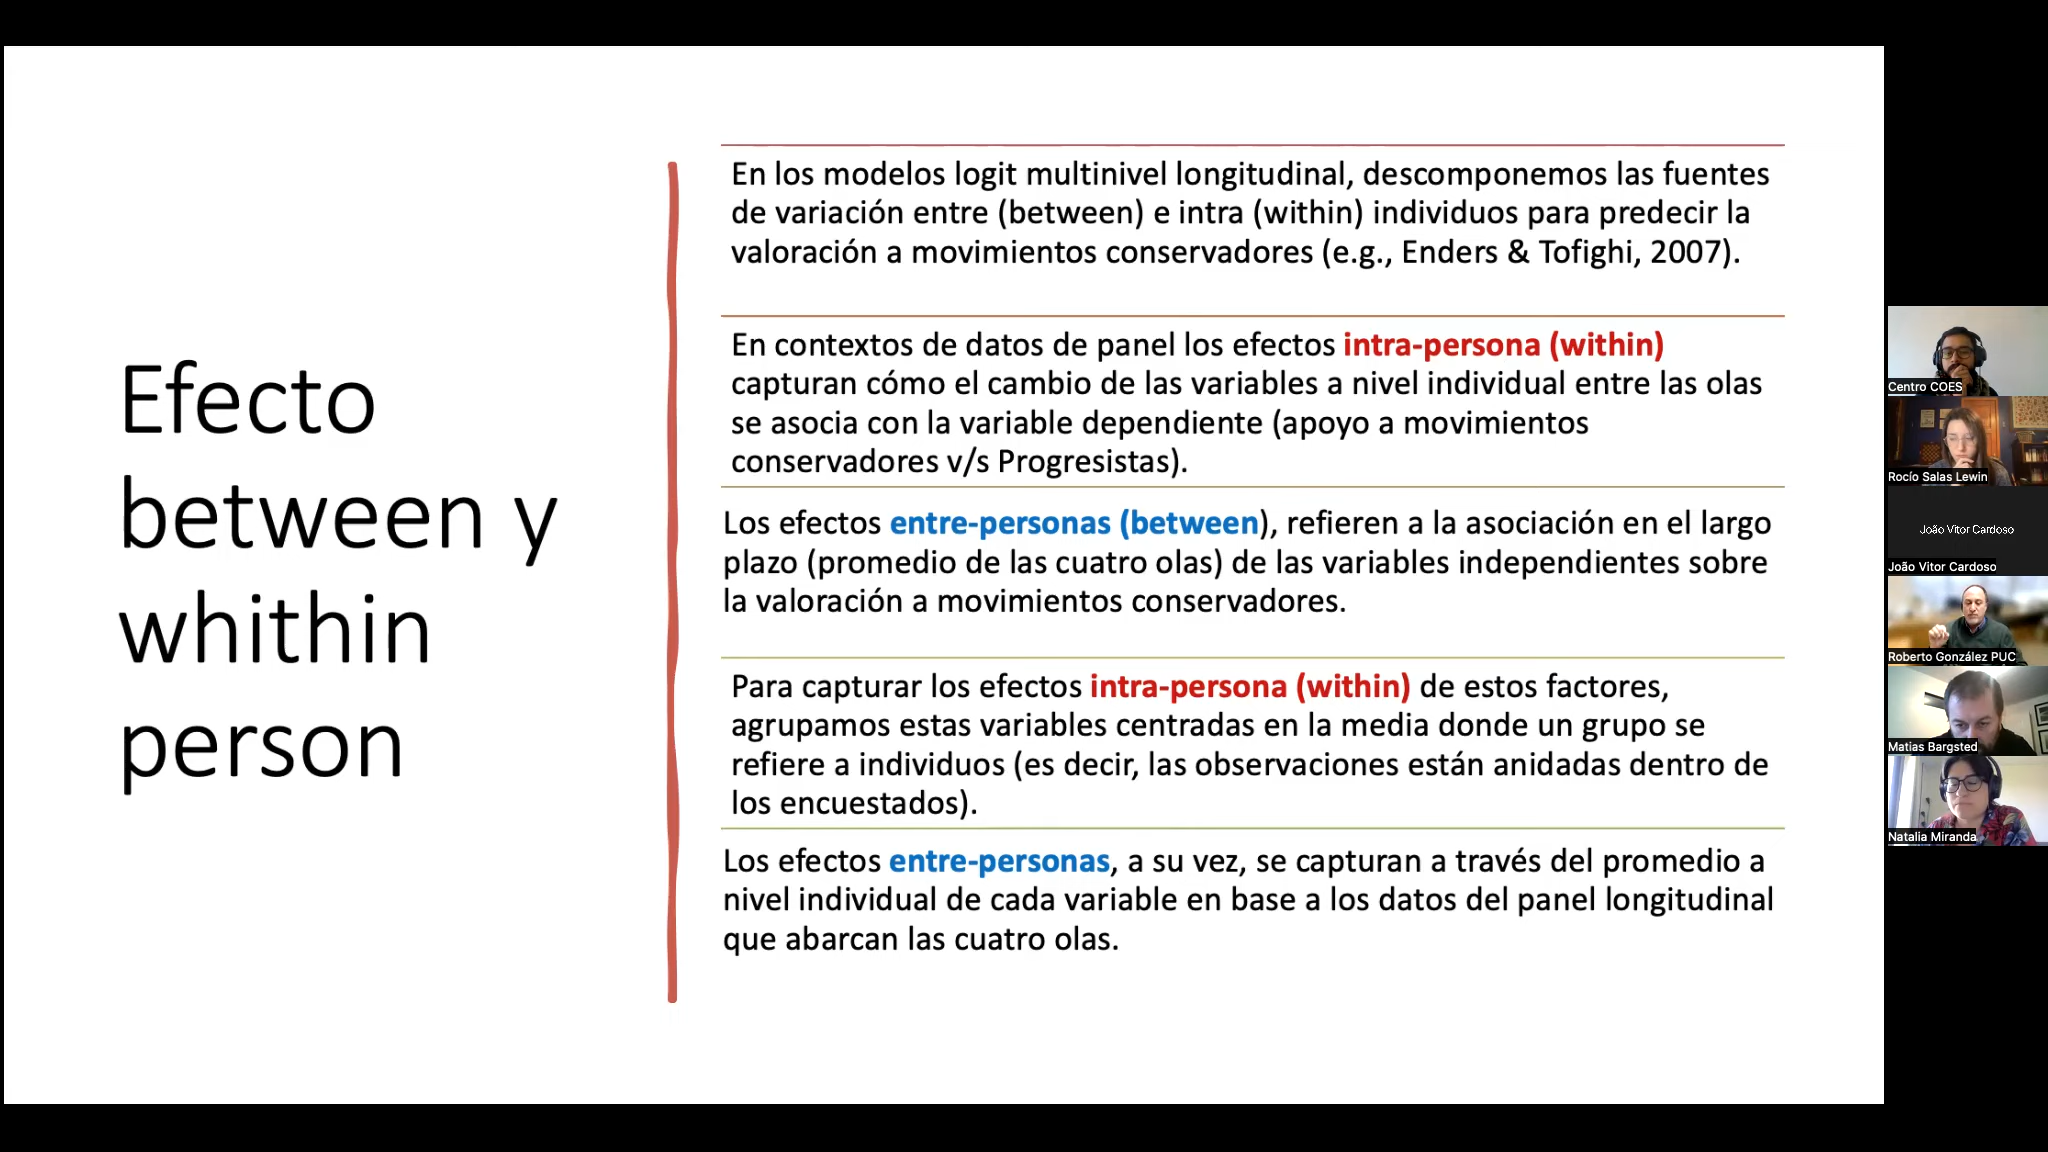 Efecto
between y
whithin
person
En los modelos logit multinivel longitudinal, descomponemos las fuentes
de variación entre (between) e intra (within) individuos para predecir la
valoración a movimientos conservadores (e.g., Enders & Tofighi, 2007).
En contextos de datos de panel los efectos intra-persona (within)
capturan cómo el cambio de las variables a nivel individual entre las olas
se asocia con la variable dependiente (apoyo a movimientos
conservadores v/s Progresistas).
Los efectos entre-personas (between), refieren a la asociación en el largo
plazo (promedio de las cuatro olas) de las variables independientes sobre
la valoración a movimientos conservadores.
Para capturar los efectos intra-persona (within) de estos factores,
agrupamos estas variables centradas en la media donde un grupo se
refiere a individuos (es decir, las observaciones están anidadas dentro de
los encuestados).
Los efectos entre-personas, a su vez, se capturan a través del promedio a
nivel individual de cada variable en base a los datos del panel longitudinal
que abarcan las cuatro olas.
Centro COES
Rocío Salas Lewin
João Vitor Cardoso
João Vitor Cardoso
Roberto González PUC
Matias Bargsted
Natalia Miranda